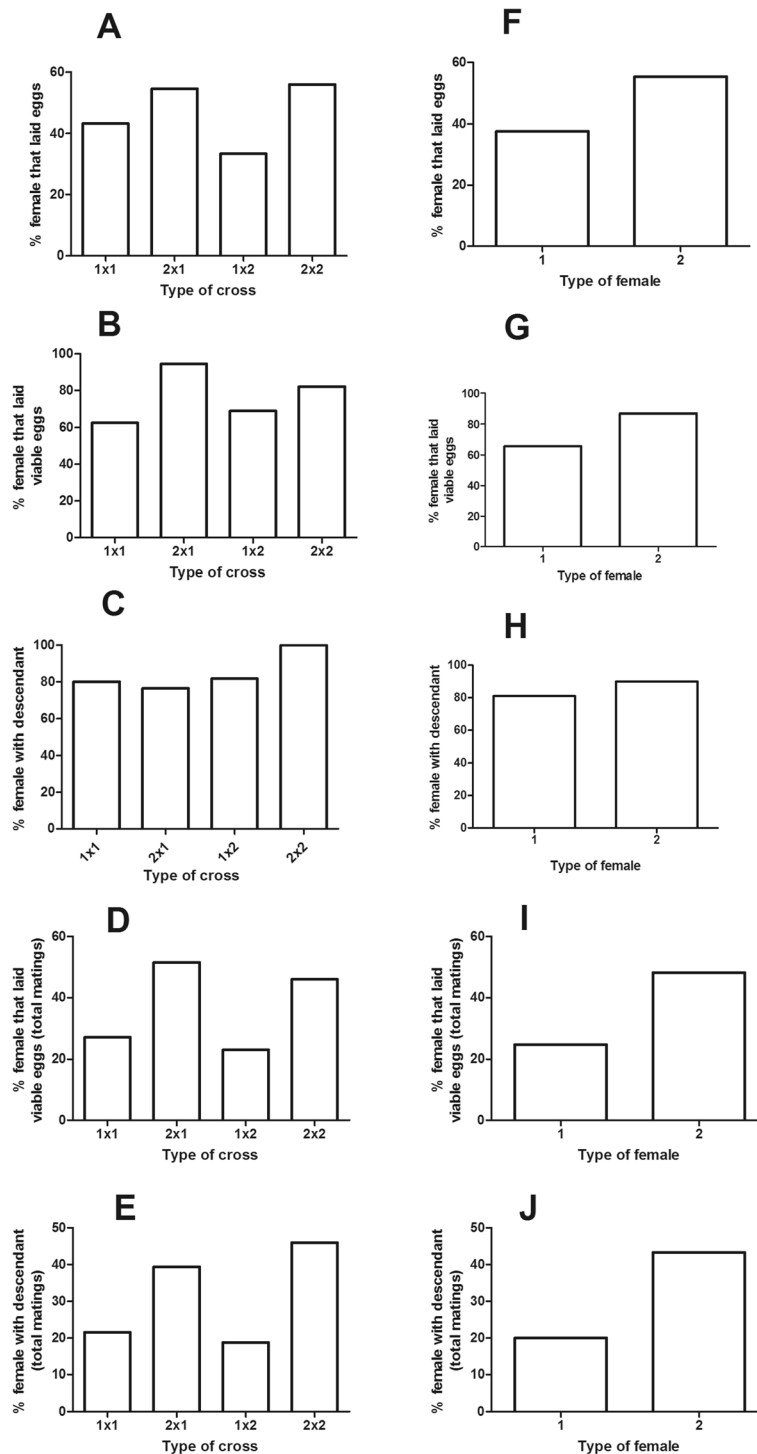 A
% female that laid eggs
60
40
20
0
1x1 2x1 1x2 2x2
Type of cross
F
% female that laid eggs
60
40
20
0
1 2
Type of female
B
% female that laid
viable eggs
100
80
60
40
20
0
1x1 2x1 1x2 2x2
Type of cross
G
% female that laid
viable eggs
100
80
60
40
20
0
1 2
Type of female
C
% female with descendant
100
80
60
40
20
0
1x1 2x1 1x2 2x2
Type of cross
H
% female with descendant
100
80
60
40
20
0
1 2
Type of female
D
% female that laid
viable eggs (total matings)
60
40
20
0
1x1 2x1 1x2 2x2
Type of cross
I
% female that laid
viable eggs (total matings)
60
40
20
0
1 2
Type of female
E
% female with descendant
(total matings)
50
40
30
20
10
0
1x1 2x1 1x2 2x2
Type of cross
J
% female with descendant
(total matings)
50
40
30
20
10
0
1 2
Type of female